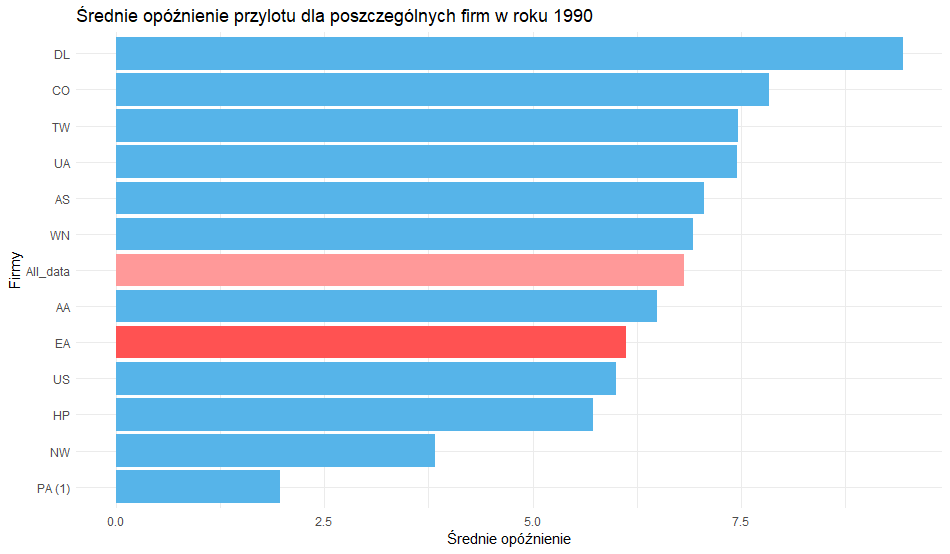 Średnie opóźnienie przylotu dla poszczególnych firm w roku 1990
Firmy
DL
CO
TW
UA
AS
WN
All_data
AA
EA
US
HP
NW
PA (1)
0.0 2.5 5.0 7.5
Średnie opóźnienie